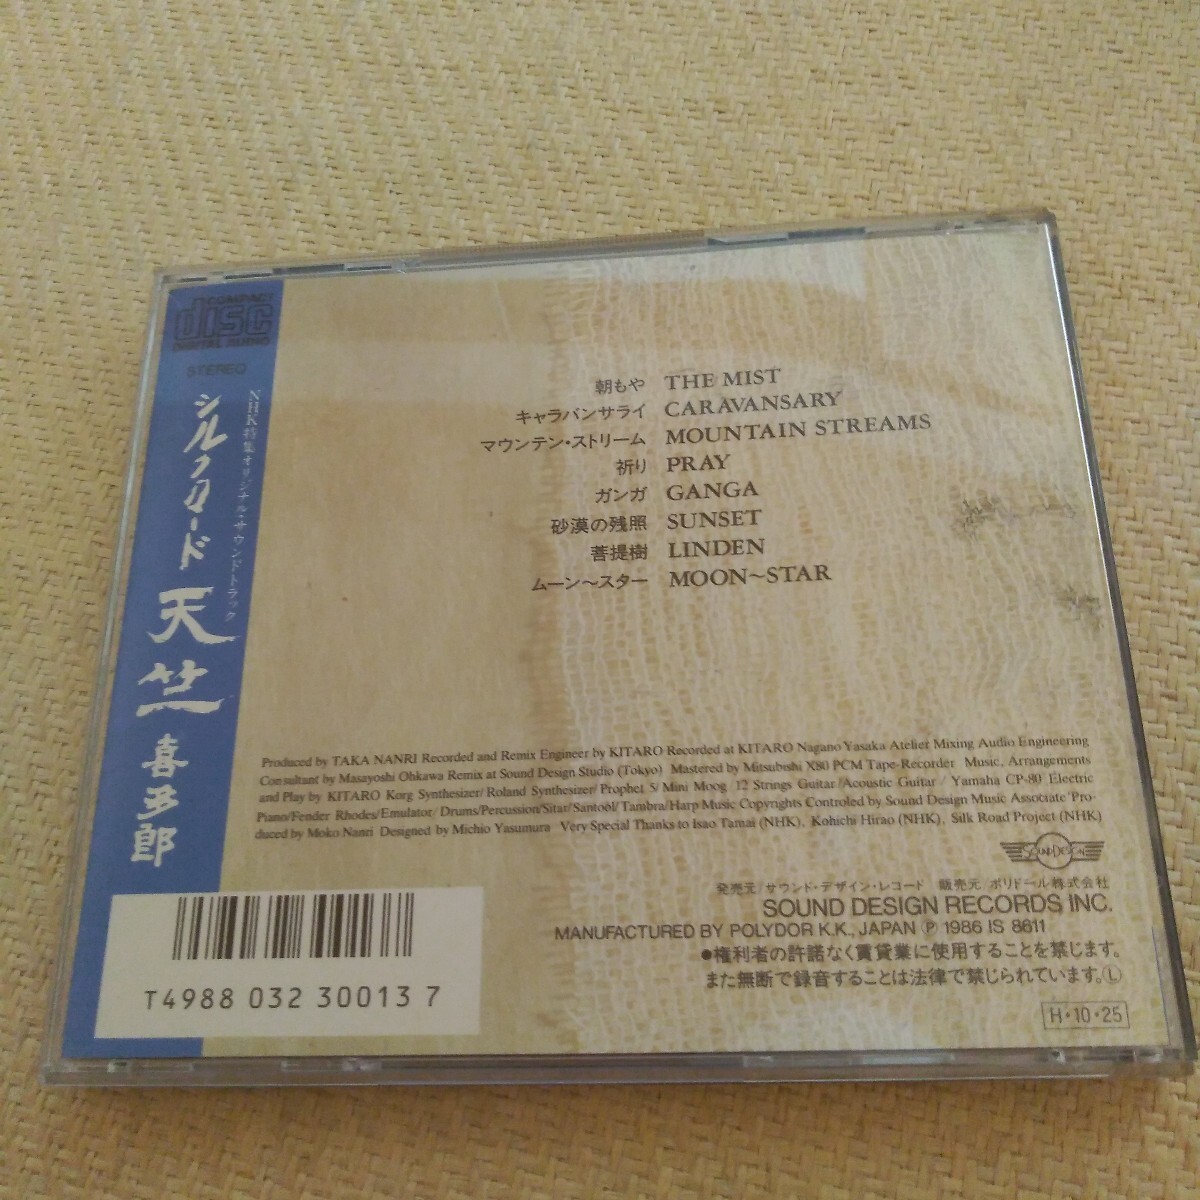 COMPACT
disc
DIGITAL AUDIO
STEREO
NHK特集オリジナル・サウンドトラック
シルクロード 天竺 喜多郎
朝もや THE MIST
キャラバンサライ CARAVANSARY
マウンテン・ストリーム MOUNTAIN STREAMS
祈り PRAY
ガンガ GANGA
砂漠の残照 SUNSET
菩提樹 LINDEN
ムーン〜スター MOON~STAR
Produced by TAKA NANRI Recorded and Remix Engineer by KITARO Recorded at KITARO Nagano Yasaka Atelier Mixing Audio Engineering
Consultant by Masayoshi Ohkawa Remix at Sound Design Studio (Tokyo) Mastered by Mitsubishi X80 PCM Tape-Recorder Music, Arrangements
and Play by KITARO Korg Synthesizer/Roland Synthesizer/Prophet 5/Mini Moog 12 Strings Guitar/Acoustic Guitar / Yamaha CP-80 Electric
Piano/Fender Rhodes/Emulator/Drums/Percussion/Sitar/Santool/Tambra/Harp Music Copyrights Controled by Sound Design Music Associate Pro-
duced by Moko Nanri Designed by Michio Yasumura Very Special Thanks to Isao Tamai (NHK), Kohichi Hirao (NHK), Silk Road Project (NHK)
SOUND DESIGN
発売元/サウンド・デザイン・レコード 販売元/ポリドール株式会社
SOUND DESIGN RECORDS INC.
MANUFACTURED BY POLYDOR K.K., JAPAN Ⓟ 1986 IS 8611
●権利者の許諾なく賃貸業に使用することを禁じます。
また無断で録音することは法律で禁じられています。Ⓛ
H・10・25
T4988 032 30013 7